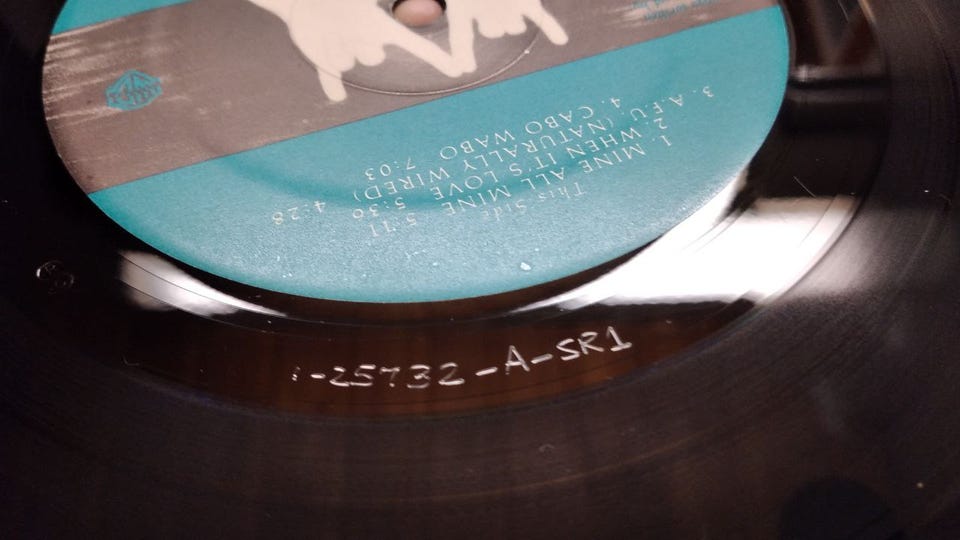 This Side
1. MINE ALL MINE 5:11
2. WHEN IT'S LOVE 5:36
3. A.F.U. (NATURALLY WIRED) 4:28
4. CABO WABO 7:03
1-25732-A-SR1